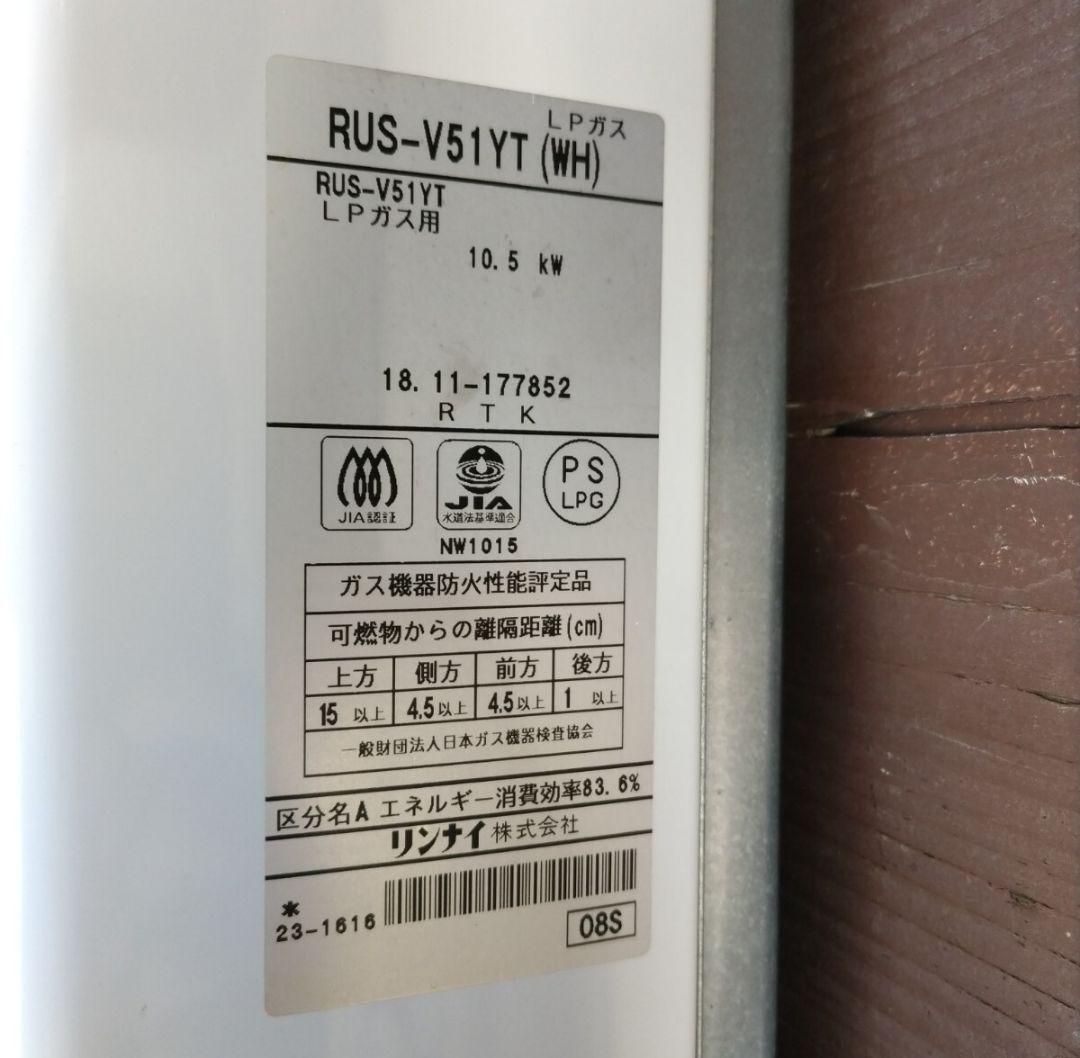 LPガス
RUS-V51YT (WH)
RUS-V51YT
LPガス用
10.5 kW
18.11-177852
RTK
JIA認証
JIA
水道法基準適合
PS
LPG
NW1015
ガス機器防火性能評定品
可燃物からの離隔距離(cm)
上方 側方 前方 後方
15 以上 4.5以上 4.5以上 1 以上
一般財団法人日本ガス機器検査協会
区分名A エネルギー消費効率83.6%
リンナイ株式会社
*
23-1616
08S